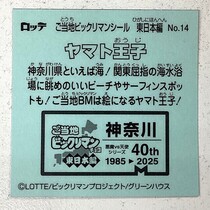 ロッテ ご当地ビックリマンシール 東日本編 No.14
ヤマト王子
神奈川県といえば海！関東屈指の海水浴
場に眺めのいいビーチやサーフィンスポッ
トも！ご当地BMは絵になるヤマト王子！
ご当地
ビックリマン
チョコ
東日本編
神奈川
悪魔VS天使
シリーズ 40th
1985 2025
©LOTTE/ビックリマンプロジェクト/グリーンハウス